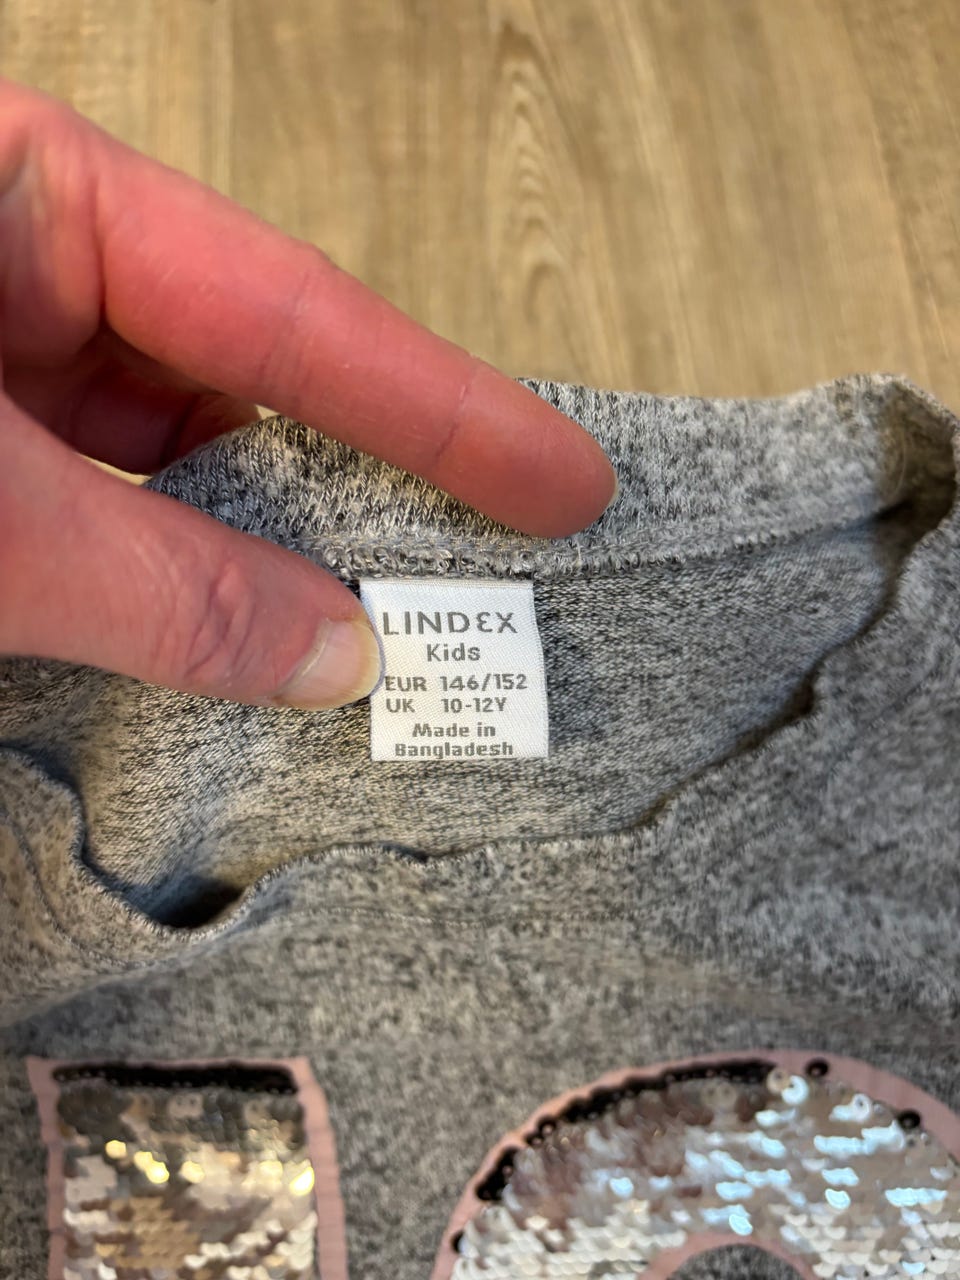 LINDEX
Kids
EUR 146/152
UK 10-12Y
Made in
Bangladesh